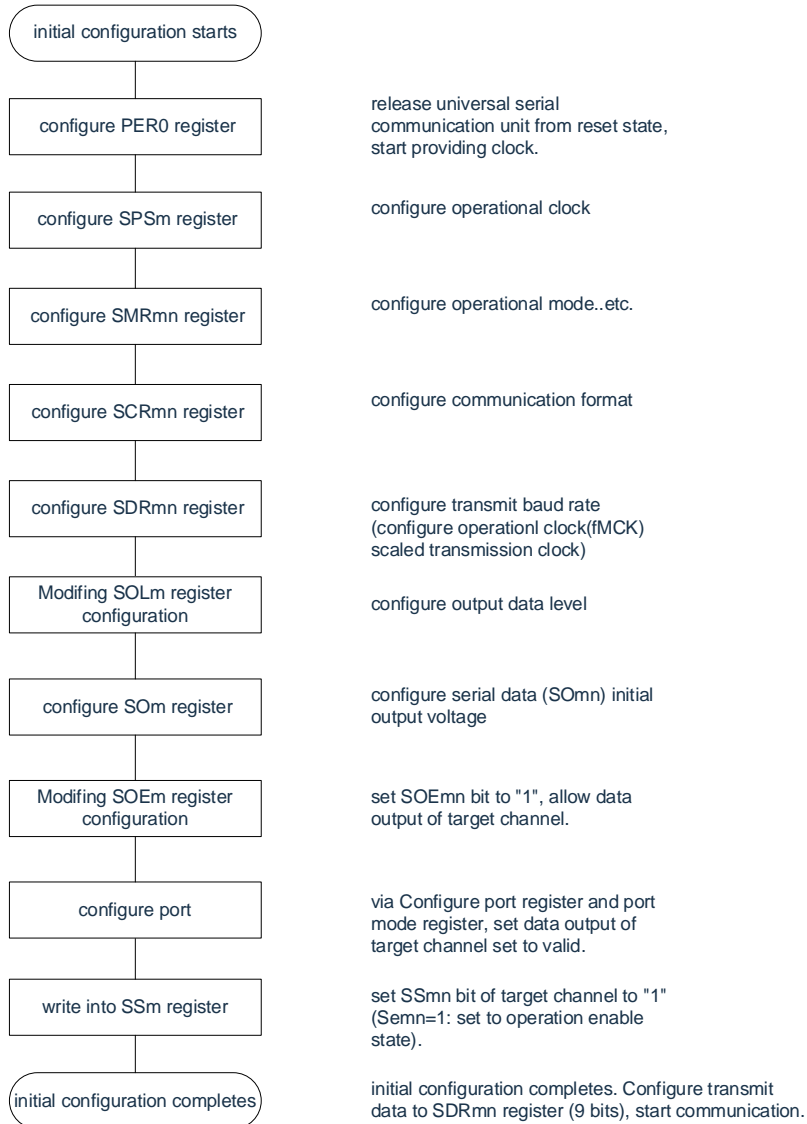 initial configuration starts
configure PER0 register
release universal serial
communication unit from reset state,
start providing clock.
configure SPSm register
configure operational clock
configure SMRmn register
configure operational mode..etc.
configure SCRmn register
configure communication format
configure SDRmn register
configure transmit baud rate
(configure operationl clock(fMCK)
scaled transmission clock)
Modifing SOLm register
configuration
configure output data level
configure SOm register
configure serial data (SOmn) initial
output voltage
Modifing SOEm register
configuration
set SOEmn bit to "1", allow data
output of target channel.
configure port
via Configure port register and port
mode register, set data output of
target channel set to valid.
write into SSm register
set SSmn bit of target channel to "1"
(Semn=1: set to operation enable
state).
initial configuration completes
initial configuration completes. Configure transmit
data to SDRmn register (9 bits), start communication.